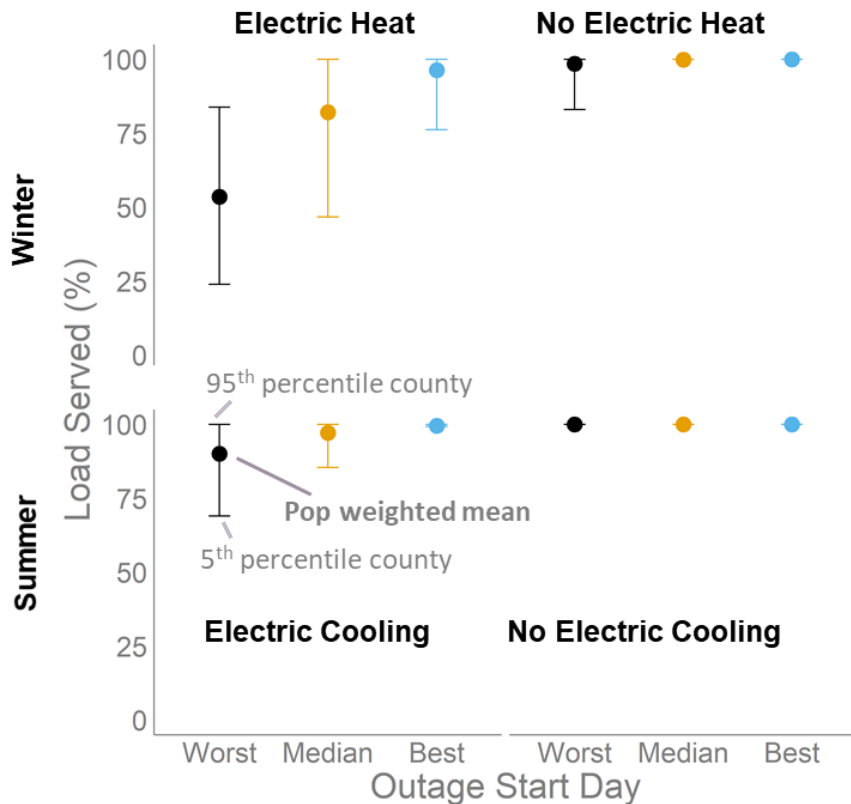 Electric Heat No Electric Heat
100
75
50
25
0
Winter
Load Served (%)
95th percentile county
100
75
50
25
0
Pop weighted mean
5th percentile county
Summer
Electric Cooling No Electric Cooling
Worst Median Best Worst Median Best
Outage Start Day